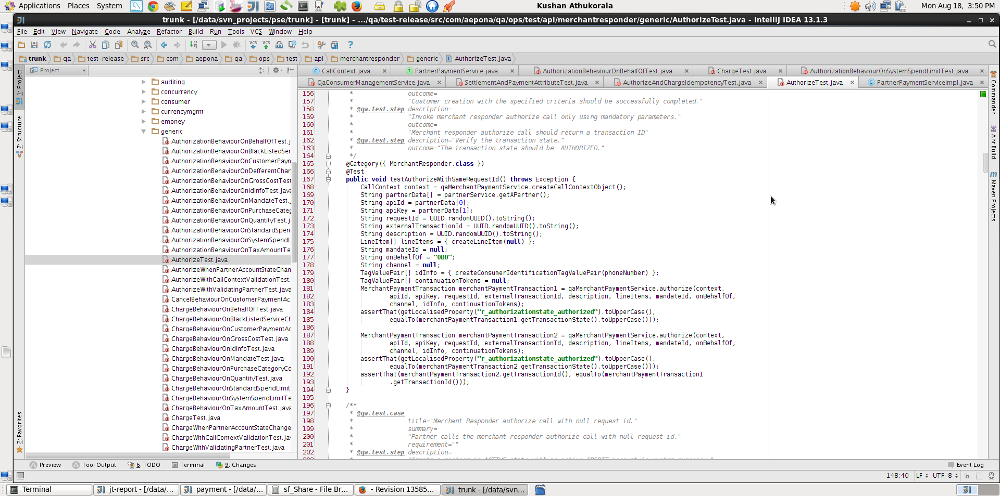 Applications Places System
Kushan Athukorala
Mon Aug 18, 3:50 PM
trunk - [/data/svn_projects/pse/trunk] - [trunk] - .../qa/test-release/src/com/aepona/qa/ops/test/api/merchantresponder/generic/AuthorizeTest.java - IntelliJ IDEA 13.1.3
File Edit View Navigate Code Analyze Refactor Build Run Tools VCS Window Help
trunk qa test-release src com aepona qa ops test api merchantresponder generic AuthorizeTest.java
Project
CallContext.java PartnerPaymentService.java AuthorizationBehaviourOnBehalfOfTest.java ChargeTest.java AuthorizationBehaviourOnSystemSpendLimitTest.java
QaConsumerManagementService.java SettlementAndPaymentAttributeTest.java AuthorizeAndChargeIdempotencyTest.java AuthorizeTest.java PartnerPaymentServiceImpl.java
1: Project
7: Structure
2: Favorites
auditing
concurrency
consumer
currencymgmt
emoney
generic
AuthorizationBehaviourOnBehalfOfTest.j
AuthorizationBehaviourOnBlackListedSer
AuthorizationBehaviourOnCustomerPayn
AuthorizationBehaviourOnDefferentChar
AuthorizationBehaviourOnGrossCostTest
AuthorizationBehaviourOnIdInfoTest.java
AuthorizationBehaviourOnMandateTest.
AuthorizationBehaviourOnPurchaseCateg
AuthorizationBehaviourOnQuantityTest.j
AuthorizationBehaviourOnStandardSpen
AuthorizationBehaviourOnSystemSpendL
AuthorizationBehaviourOnTaxAmountTe
AuthorizeTest.java
AuthorizeWhenPartnerAccountStateChan
AuthorizeWithCallContextValidationTest.
AuthorizeWithValidatingPartnerTest.java
CancelBehaviourOnCustomerPaymentAc
ChargeBehaviourOnBehalfOfTest.java
ChargeBehaviourOnBlackListedServiceCh
ChargeBehaviourOnCustomerPaymentAc
ChargeBehaviourOnGrossCostTest.java
ChargeBehaviourOnIdInfoTest.java
ChargeBehaviourOnMandateTest.java
ChargeBehaviourOnPurchaseCategoryCo
ChargeBehaviourOnQuantityTest.java
ChargeBehaviourOnStandardSpendLimit
ChargeBehaviourOnSystemSpendLimitTe
ChargeBehaviourOnTaxAmountTest.java
ChargeTest.java
ChargeWhenPartnerAccountStateChange
ChargeWithCallContextValidationTest.jav
ChargeWithValidatingPartnerTest.java
156 * outcome=
157 * "Customer creation with the specified criteria should be successfully completed."
158 * @qa.test.step description=
159 * "Invoke merchant responder authorize call only using mandatory parameters."
160 * outcome=
161 * "Merchant responder authorize call should return a transaction ID"
162 * @qa.test.step description="Verify the transaction state."
163 * outcome="The transaction state should be AUTHORIZED."
164 */
165 @Category({ MerchantResponder.class })
166 @Test
167 public void testAuthorizeWithSameRequestId() throws Exception {
168 CallContext context = qaMerchantPaymentService.createCallContextObject();
169 String partnerData[] = partnerService.getAPartner();
170 String apiId = partnerData[0];
171 String apiKey = partnerData[1];
172 String requestId = UUID.randomUUID().toString();
173 String externalTransactionId = UUID.randomUUID().toString();
174 String description = UUID.randomUUID().toString();
175 LineItem[] lineItems = { createLineItem(null) };
176 String mandateId = null;
177 String onBehalfOf = "OBO";
178 String channel = null;
179 TagValuePair[] idInfo = { createConsumerIdentificationTagValuePair(phoneNumber) };
180 TagValuePair[] continuationTokens = null;
181 MerchantPaymentTransaction merchantPaymentTransaction1 = qaMerchantPaymentService.authorize(context,
182 apiId, apiKey, requestId, externalTransactionId, description, lineItems, mandateId, onBehalfOf,
183 channel, idInfo, continuationTokens);
184 assertThat(getLocalisedProperty("r_authorizationstate_authorized").toUpperCase(),
185 equalTo(merchantPaymentTransaction1.getTransactionState().toUpperCase()));
186
187 MerchantPaymentTransaction merchantPaymentTransaction2 = qaMerchantPaymentService.authorize(context,
188 apiId, apiKey, requestId, externalTransactionId, description, lineItems, mandateId, onBehalfOf,
189 channel, idInfo, continuationTokens);
190 assertThat(getLocalisedProperty("r_authorizationstate_authorized").toUpperCase(),
191 equalTo(merchantPaymentTransaction2.getTransactionState().toUpperCase()));
192 assertThat(merchantPaymentTransaction2.getTransactionId(), equalTo(merchantPaymentTransaction1
193 .getTransactionId()));
194 }
195
196 /**
197 * @qa.test.case
198 * title="Merchant Responder authorize call with null request id."
199 * summary=
200 * "Partner calls the merchant-responder authorize call with null request id."
201 * requirement=""
202 * @qa.test.step description=
Commander
Ant Build
Maven Projects
Preview Tool Output 6: TODO Terminal 9: Changes
Event Log
148:40 LF UTF-8
Terminal jt-report - [/data/... payment - [/data/... sf_Share - File Br... - Revision 13585... trunk - [/data/svn...